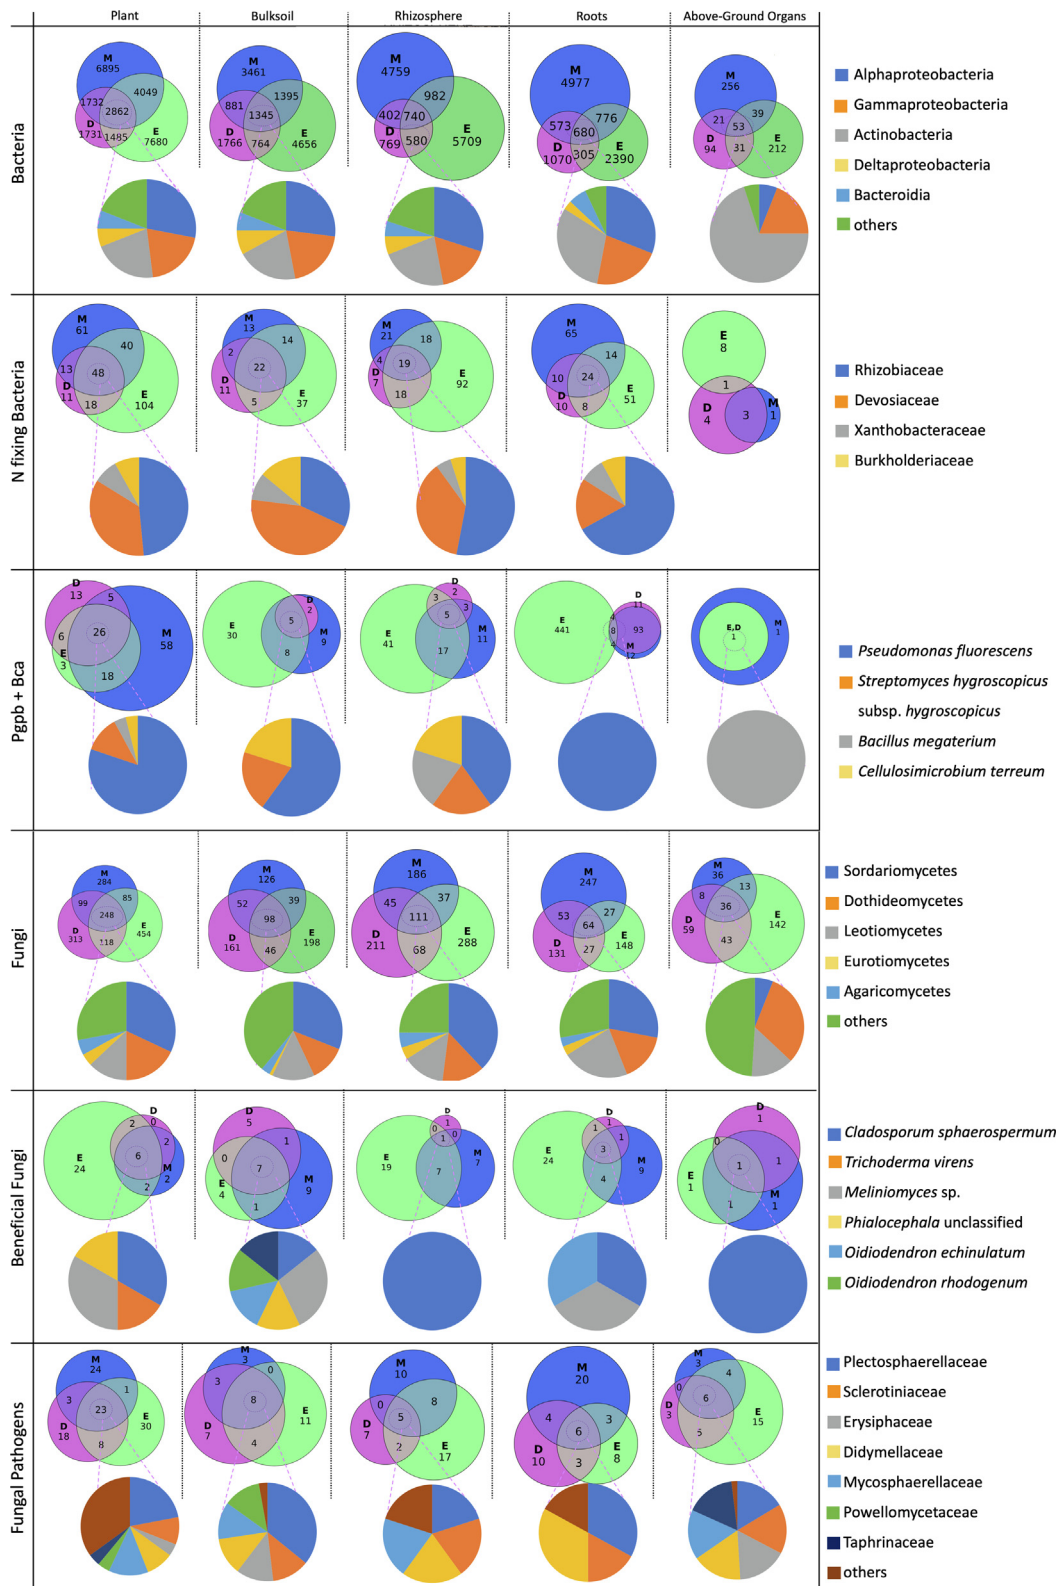 Plant Bulksoil Rhizosphere Roots Above-Ground Organs
Bacteria
M 6895 4049 1732 2862 D 1731 1485 E 7680
M 3461 1395 881 1345 D 1766 764 E 4656
M 4759 982 402 740 D 769 580 E 5709
M 4977 776 573 680 D 1070 305 E 2390
M 256 39 21 53 D 94 31 E 212
Alphaproteobacteria
Gammaproteobacteria
Actinobacteria
Deltaproteobacteria
Bacteroidia
others
N fixing Bacteria
M 61 40 13 48 D 11 18 E 104
M 13 14 2 22 D 11 5 E 37
M 21 18 4 19 D 7 18 E 92
M 65 14 10 24 D 10 8 E 51
E 8 1 D 4 3 M 1
Rhizobiaceae
Devosiaceae
Xanthobacteraceae
Burkholderiaceae
Pgpb + Bca
D 13 5 6 26 M 58 E 3 18
E 30 5 D 2 M 9 8
D 2 3 3 5 E 41 M 11 17
D 11 E 441 4 8 93 4 M 12
E,D 1 M 1
Pseudomonas fluorescens
Streptomyces hygroscopicus
subsp. hygroscopicus
Bacillus megaterium
Cellulosimicrobium terreum
Fungi
M 284 99 85 248 D 313 118 E 454
M 126 52 39 98 D 161 46 E 198
M 186 45 37 111 D 211 68 E 288
M 247 53 27 64 D 131 27 E 148
M 36 8 13 36 D 59 43 E 142
Sordariomycetes
Dothideomycetes
Leotiomycetes
Eurotiomycetes
Agaricomycetes
others
Beneficial Fungi
D 0 2 2 6 E 24 M 2 2
D 5 1 0 7 E 4 M 9 1
D 1 0 0 1 E 19 M 7 7
D 1 1 1 3 E 24 M 9 4
D 1 0 1 1 E 1 M 1 1
Cladosporum sphaerospermum
Trichoderma virens
Meliniomyces sp.
Phialocephala unclassified
Oidiodendron echinulatum
Oidiodendron rhodogenum
Fungal Pathogens
M 24 1 3 23 D 18 8 E 30
M 3 0 3 8 D 7 4 E 11
M 10 8 0 5 D 7 2 E 17
M 20 4 3 6 D 10 3 E 8
M 3 4 0 6 D 3 5 E 15
Plectosphaerellaceae
Sclerotiniaceae
Erysiphaceae
Didymellaceae
Mycosphaerellaceae
Powellomycetaceae
Taphrinaceae
others